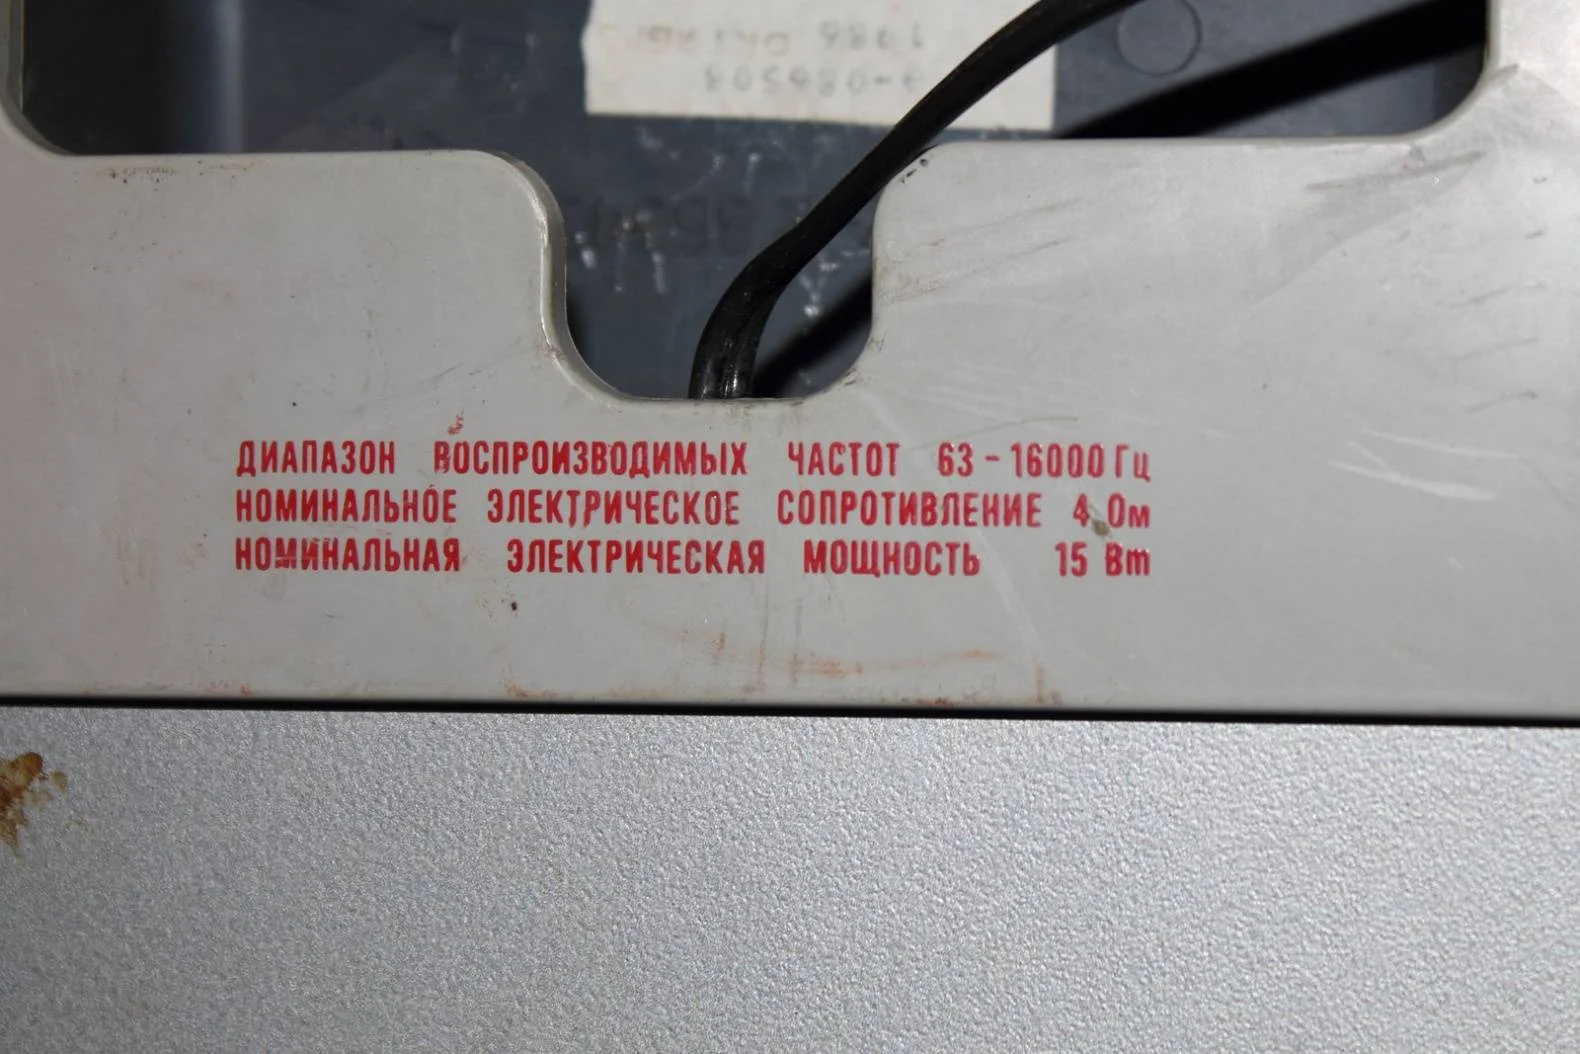 ДИАПАЗОН ВОСПРОИЗВОДИМЫХ ЧАСТОТ 63 - 16000 Гц
НОМИНАЛЬНОЕ ЭЛЕКТРИЧЕСКОЕ СОПРОТИВЛЕНИЕ 4 Ом
НОМИНАЛЬНАЯ ЭЛЕКТРИЧЕСКАЯ МОЩНОСТЬ 15 Вт